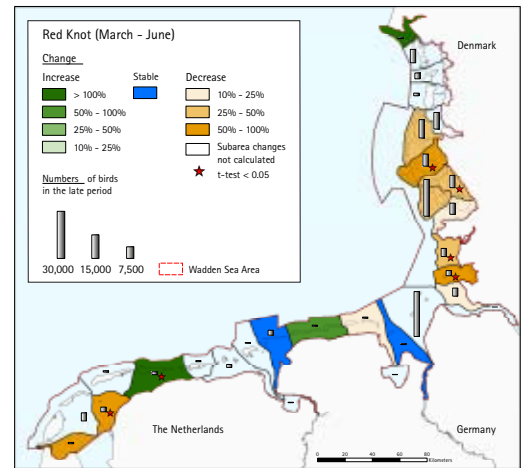 Red Knot (March - June)
Denmark
Change
Increase
Stable
Decrease
> 100%
10% - 25%
50% - 100%
25% - 50%
25% - 50%
50% - 100%
10% - 25%
Subarea changes
not calculated
t-test < 0.05
Numbers of birds
in the late period
30,000
15,000
7,500
Wadden Sea Area
The Netherlands
Germany
0 10 20 40 60 80
Kilometers